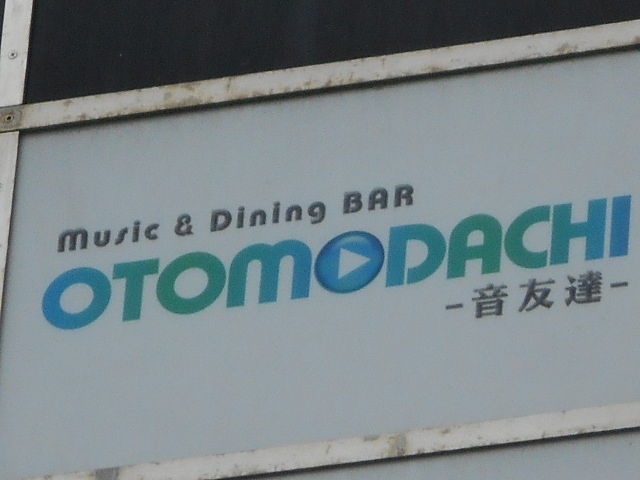 Music & Dining BAR
OTOMODACHI
-音友達-